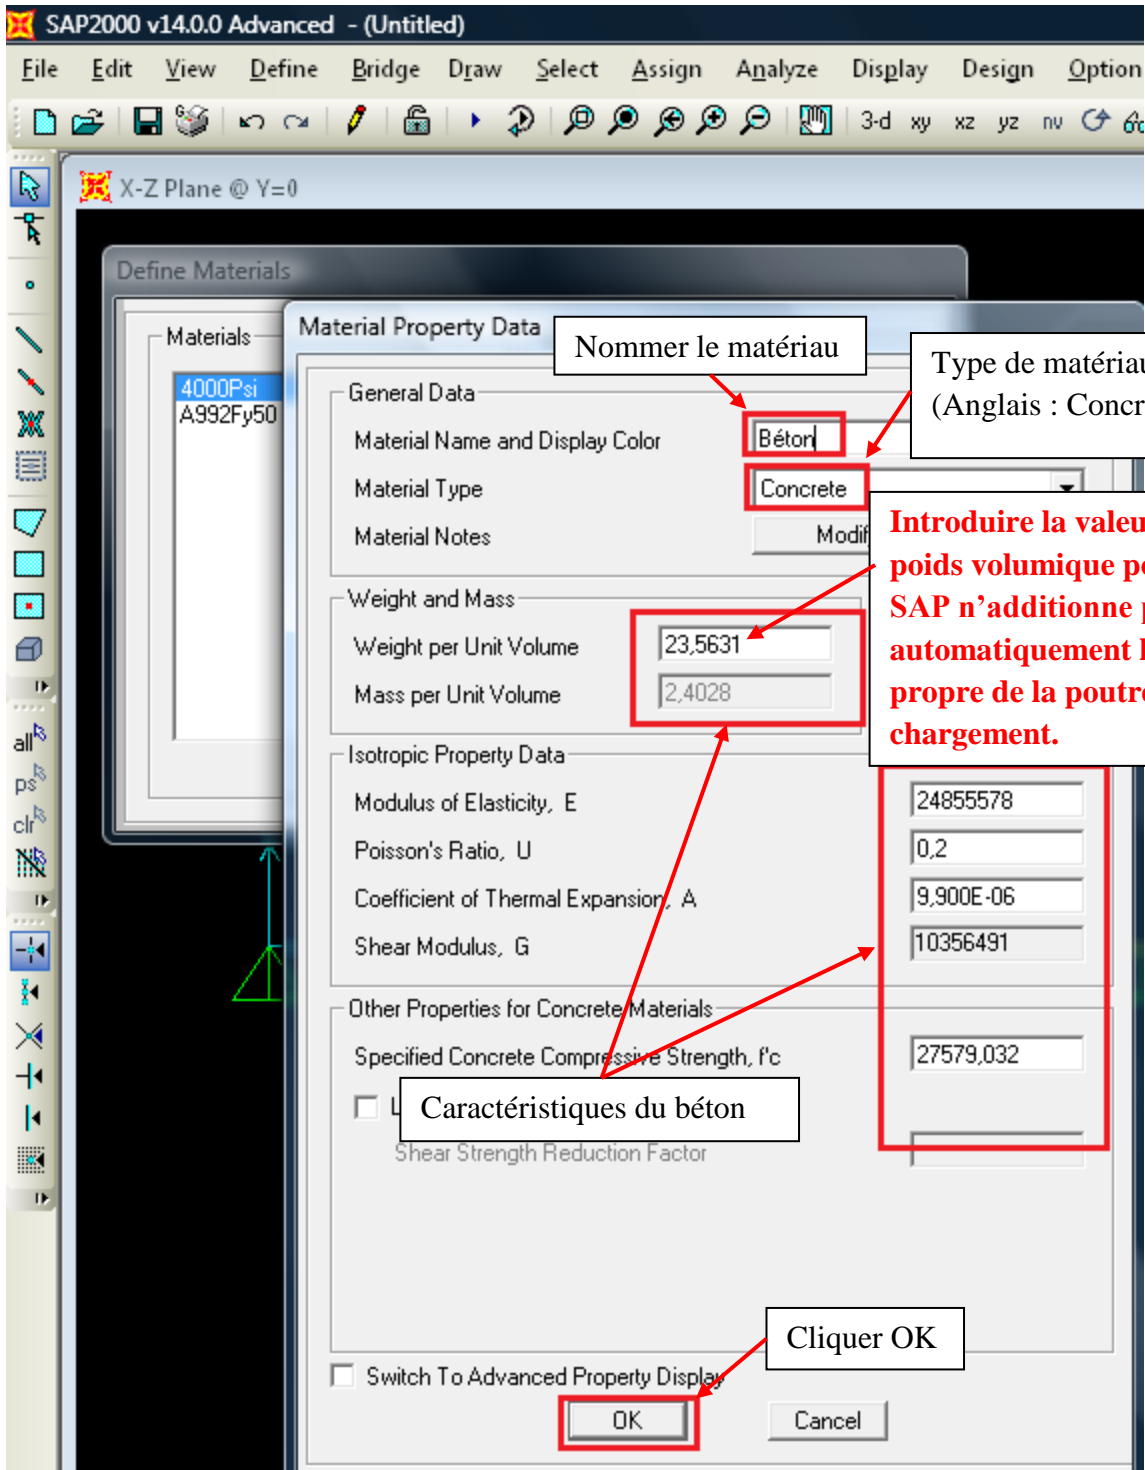 SAP2000 v14.0.0 Advanced - (Untitled)
File Edit View Define Bridge Draw Select Assign Analyze Display Design Option
3-d xy xz yz nv
X-Z Plane @ Y=0
Define Materials
Materials
4000Psi
A992Fy50
Material Property Data
Nommer le matériau
Type de matériau
(Anglais : Concr
General Data
Material Name and Display Color Béton
Material Type Concrete
Material Notes Modif
Introduire la valeu
poids volumique p
SAP n'additionne p
automatiquement l
propre de la poutre
chargement.
Weight and Mass
Weight per Unit Volume 23,5631
Mass per Unit Volume 2,4028
Isotropic Property Data
Modulus of Elasticity, E 24855578
Poisson's Ratio, U 0,2
Coefficient of Thermal Expansion, A 9,900E-06
Shear Modulus, G 10356491
Other Properties for Concrete Materials
Specified Concrete Compressive Strength, f'c 27579,032
L
Caractéristiques du béton
Shear Strength Reduction Factor
Cliquer OK
Switch To Advanced Property Display
OK Cancel
all
ps
clr